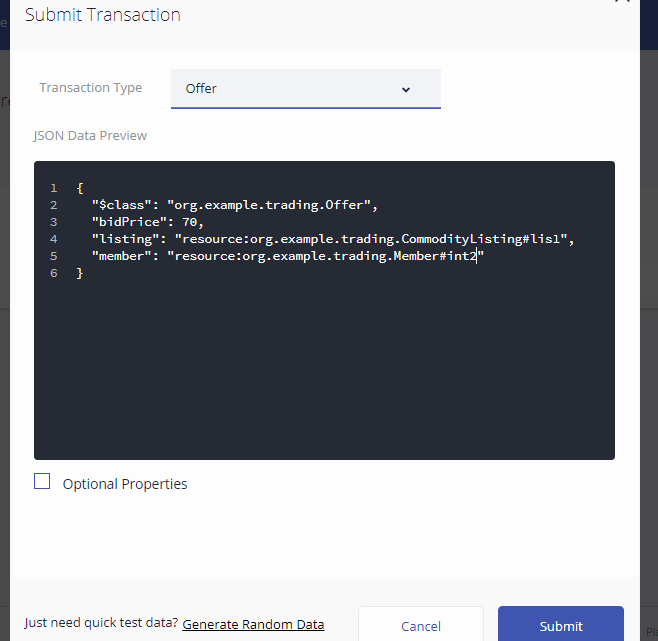 Submit Transaction
Transaction Type
Offer
JSON Data Preview
1 {
2 "$class": "org.example.trading.Offer",
3 "bidPrice": 70,
4 "listing": "resource:org.example.trading.CommodityListing#lis1",
5 "member": "resource:org.example.trading.Member#int2"
6 }
Optional Properties
Just need quick test data? Generate Random Data
Cancel
Submit